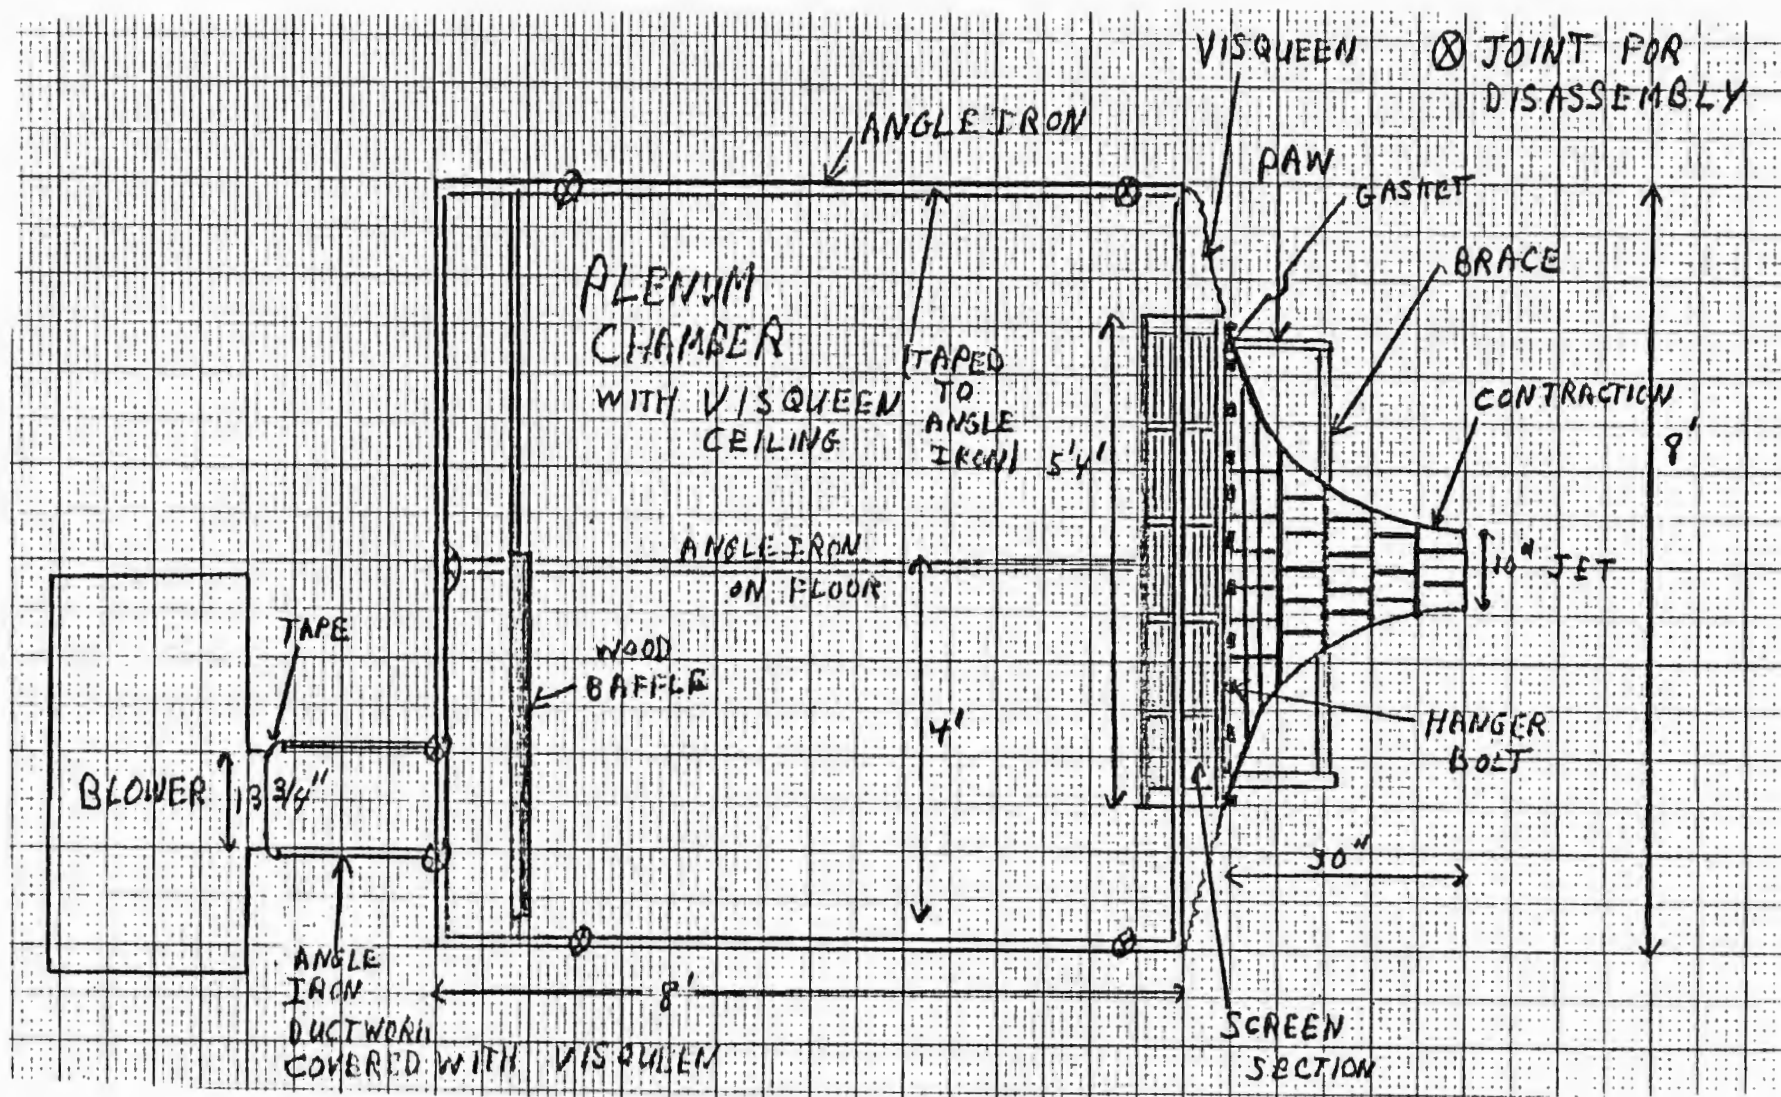 VISQUEEN
⊗ JOINT FOR
DISASSEMBLY
ANGLE IRON
PAW
GASKET
BRACE
PLENUM
CHAMBER
WITH VISQUEEN
CEILING
(TAPED
TO
ANGLE
IRON)
5'4'
CONTRACTION
8'
ANGLE IRON
ON FLOOR
10" JET
TAPE
WOOD
BAFFLE
4'
HANGER
BOLT
BLOWER
13 3/4"
30"
ANGLE
IRON
DUCTWORK
COVERED WITH VISQUEEN
8'
SCREEN
SECTION